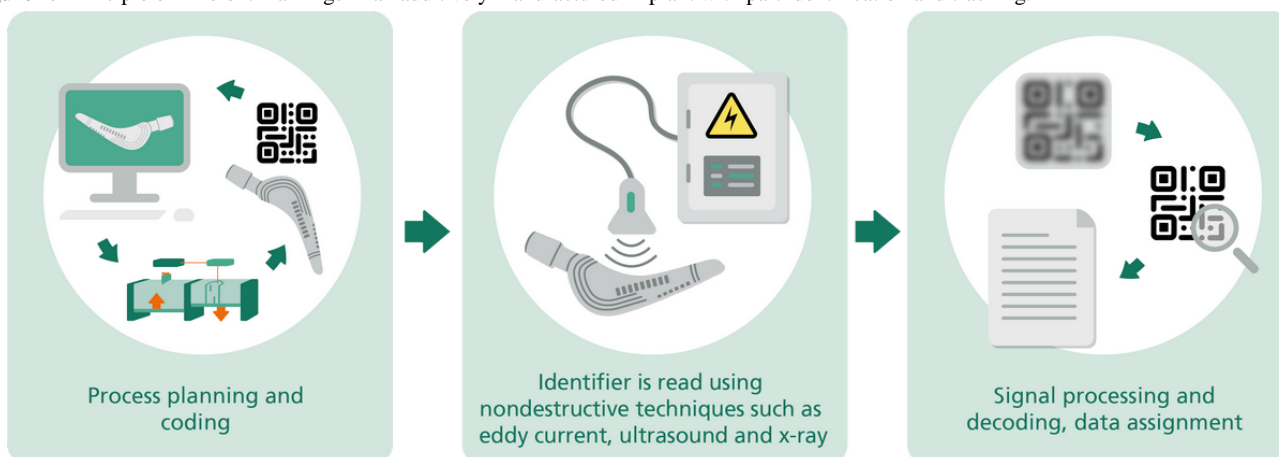 Process planning and
coding
Identifier is read using
nondestructive techniques such as
eddy current, ultrasound and x-ray
Signal processing and
decoding, data assignment